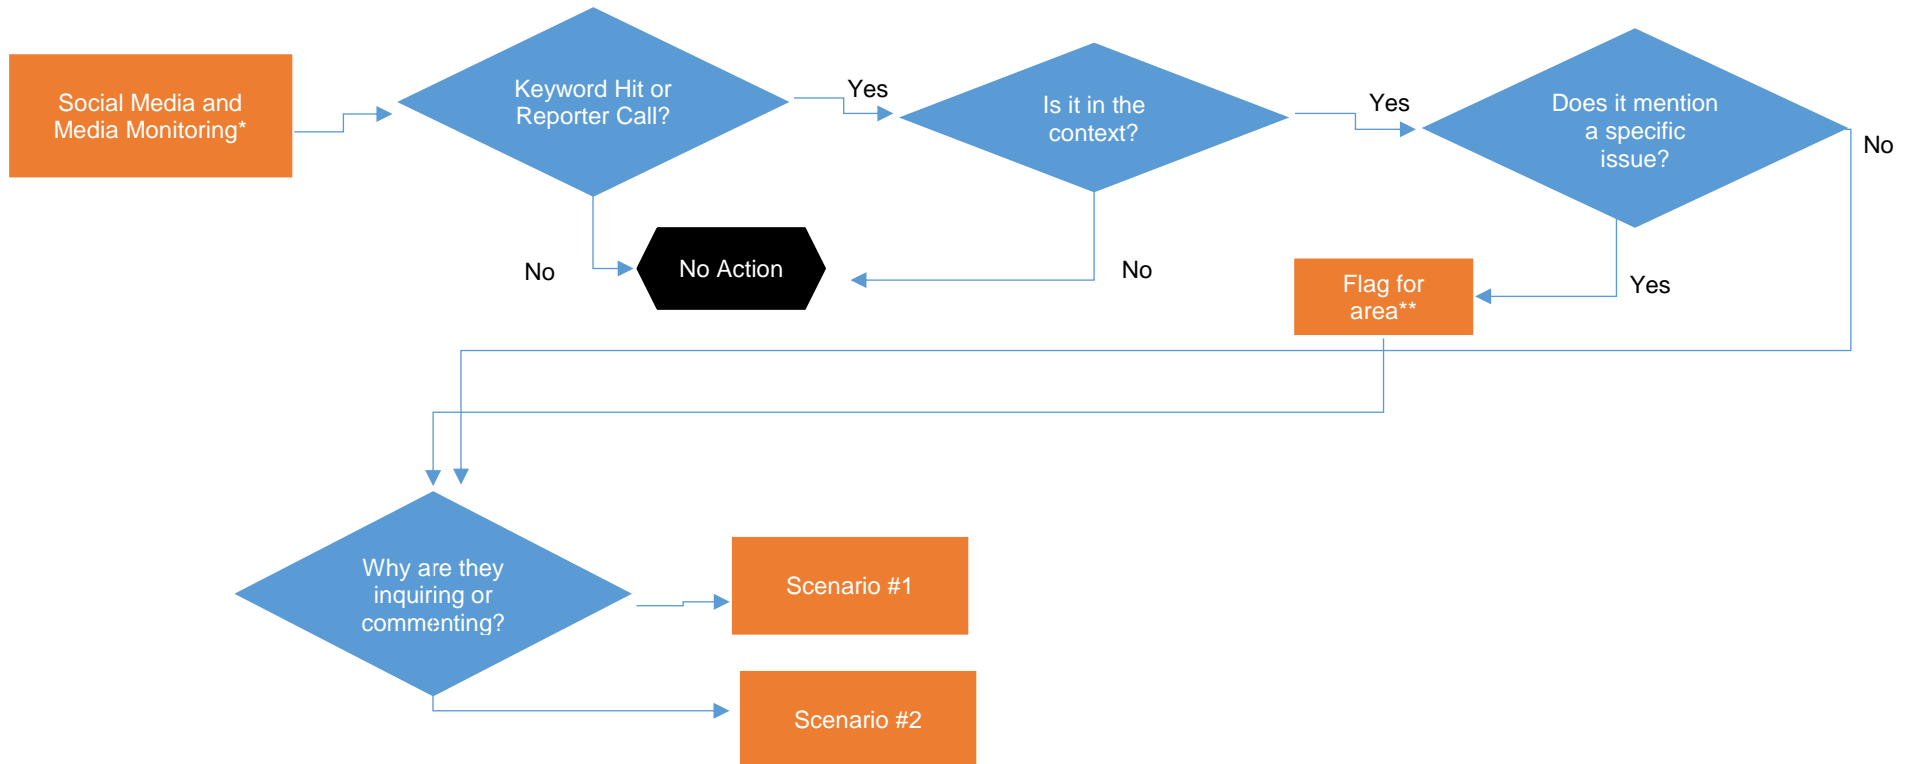 Social Media and
Media Monitoring*
Keyword Hit or
Reporter Call?
Yes
Is it in the
context?
Yes
Does it mention
a specific
issue?
No
No
No Action
No
Flag for
area**
Yes
Why are they
inquiring or
commenting?
Scenario #1
Scenario #2